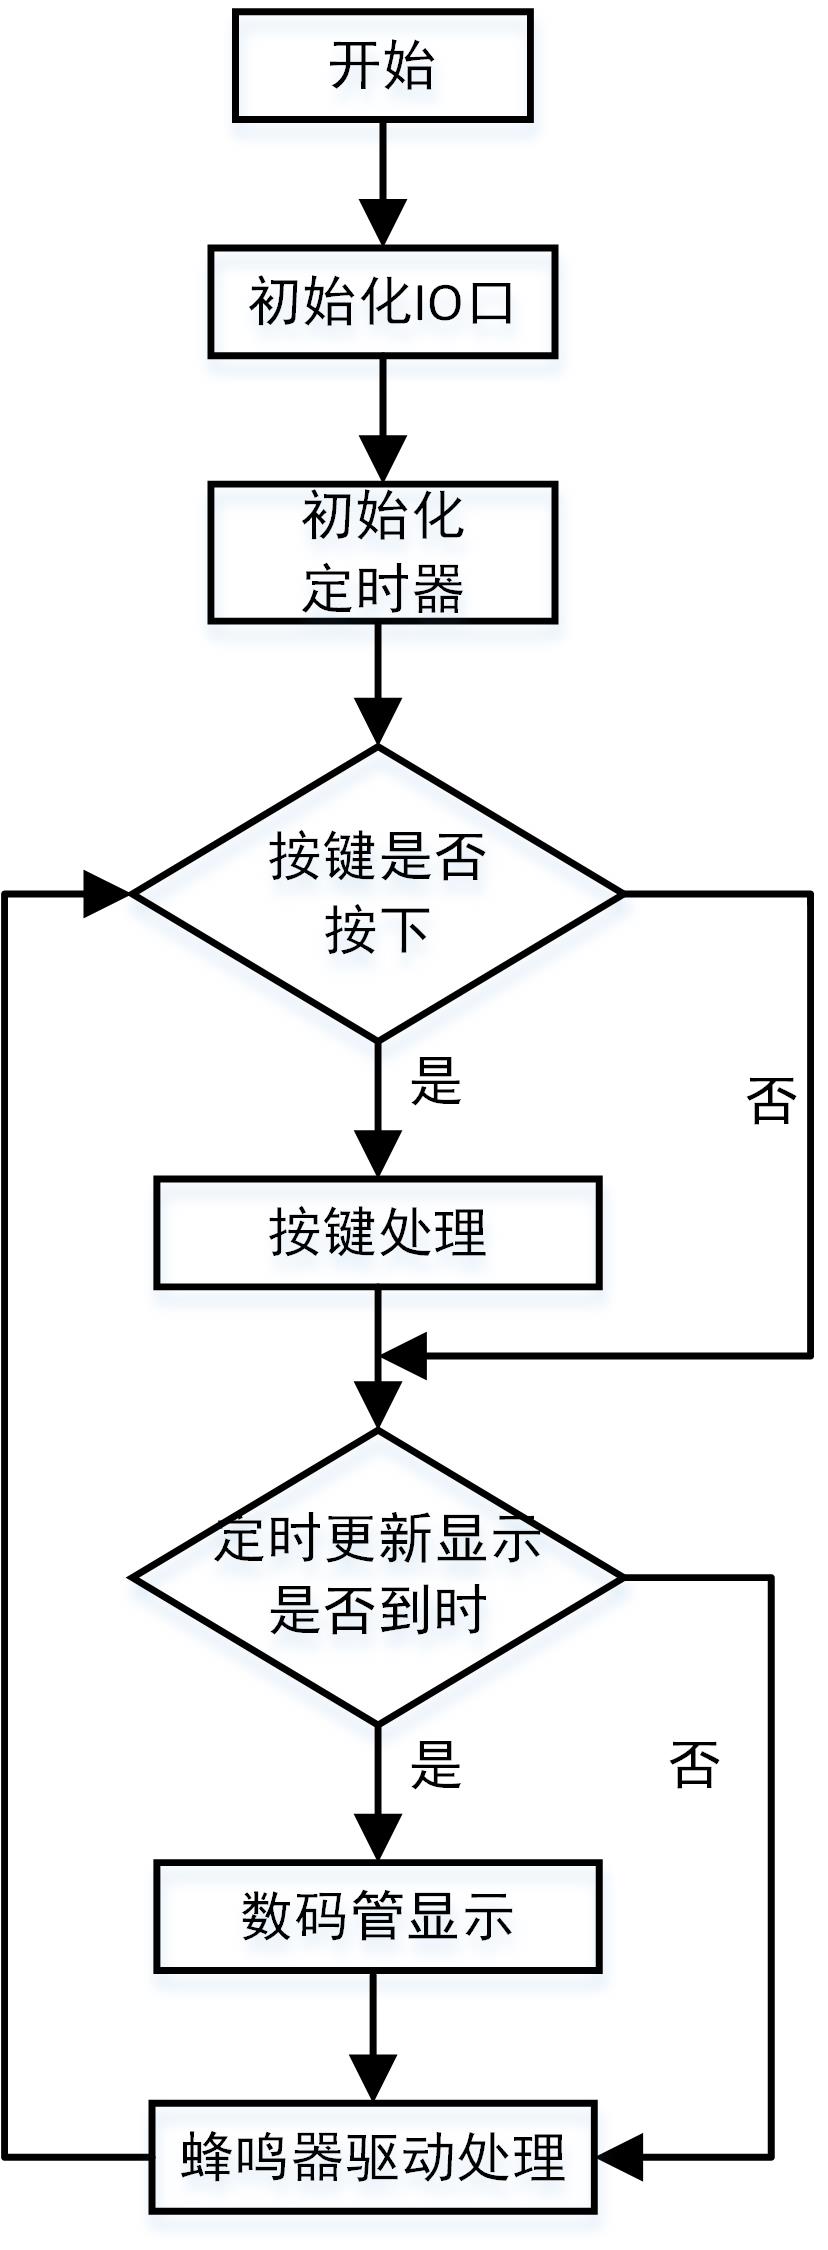 开始
初始化IO口
初始化
定时器
按键是否
按下
是
否
按键处理
定时更新显示
是否到时
是
否
数码管显示
蜂鸣器驱动处理